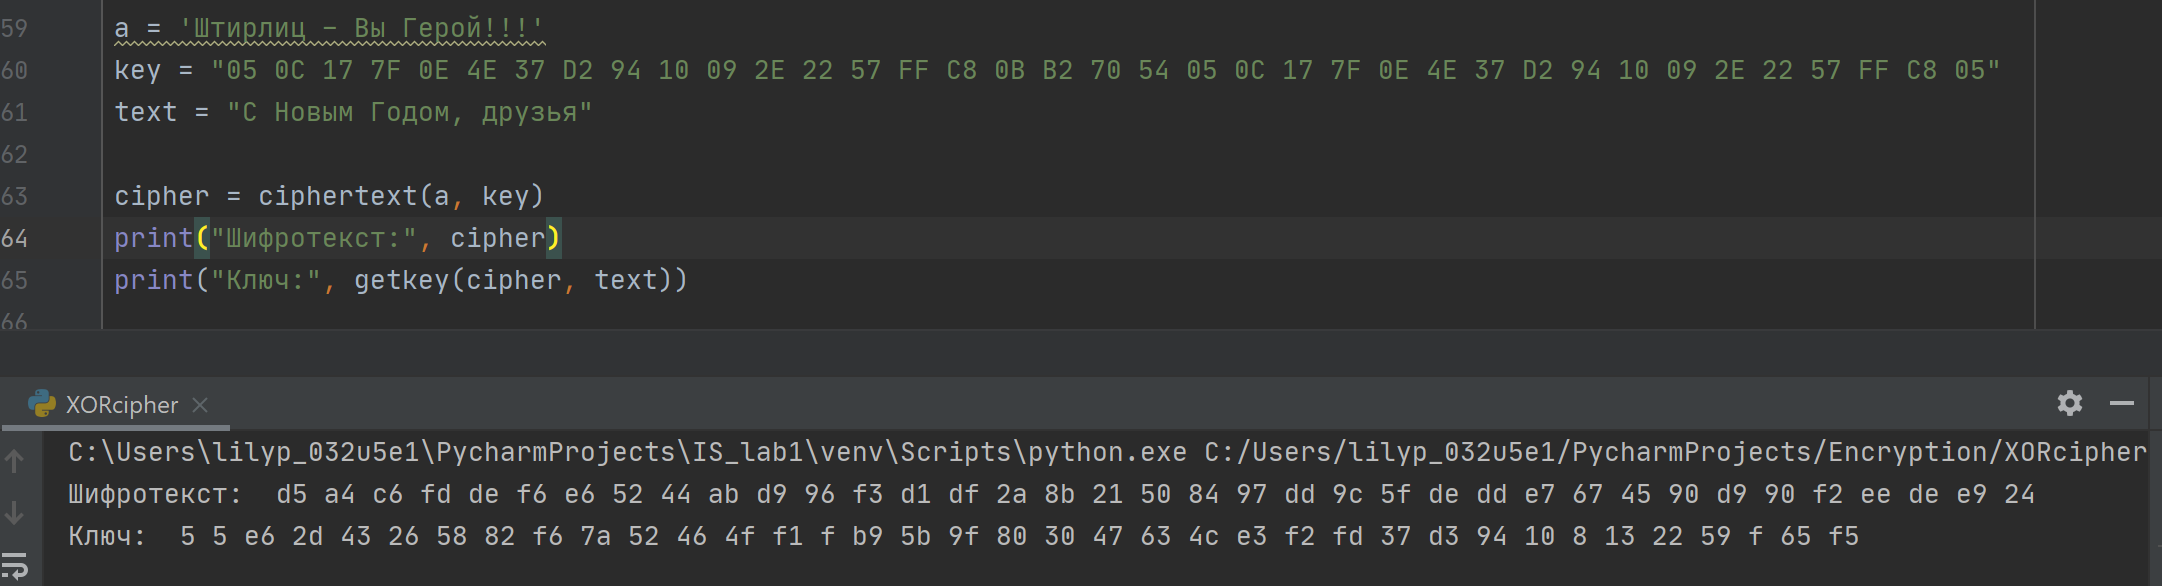 59 a = 'Штирлиц – Вы Герой!!!'
60 key = "05 0C 17 7F 0E 4E 37 D2 94 10 09 2E 22 57 FF C8 0B B2 70 54 05 0C 17 7F 0E 4E 37 D2 94 10 09 2E 22 57 FF C8 05"
61 text = "С Новым Годом, друзья"
62
63 cipher = ciphertext(a, key)
64 print("Шифротекст:", cipher)
65 print("Ключ:", getkey(cipher, text))
66
XORcipher
C:\Users\lilyp_032u5e1\PycharmProjects\IS_lab1\venv\Scripts\python.exe C:/Users/lilyp_032u5e1/PycharmProjects/Encryption/XORcipher
Шифротекст: d5 a4 c6 fd de f6 e6 52 44 ab d9 96 f3 d1 df 2a 8b 21 50 84 97 dd 9c 5f de dd e7 67 45 90 d9 90 f2 ee de e9 24
Ключ: 5 5 e6 2d 43 26 58 82 f6 7a 52 46 4f f1 f b9 5b 9f 80 30 47 63 4c e3 f2 fd 37 d3 94 10 8 13 22 59 f 65 f5